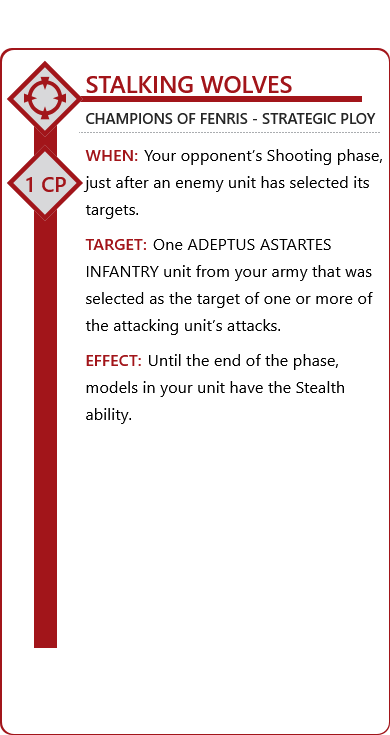 STALKING WOLVES
CHAMPIONS OF FENRIS - STRATEGIC PLOY
1 CP
WHEN: Your opponent’s Shooting phase,
just after an enemy unit has selected its
targets.
TARGET: One ADEPTUS ASTARTES
INFANTRY unit from your army that was
selected as the target of one or more of
the attacking unit’s attacks.
EFFECT: Until the end of the phase,
models in your unit have the Stealth
ability.